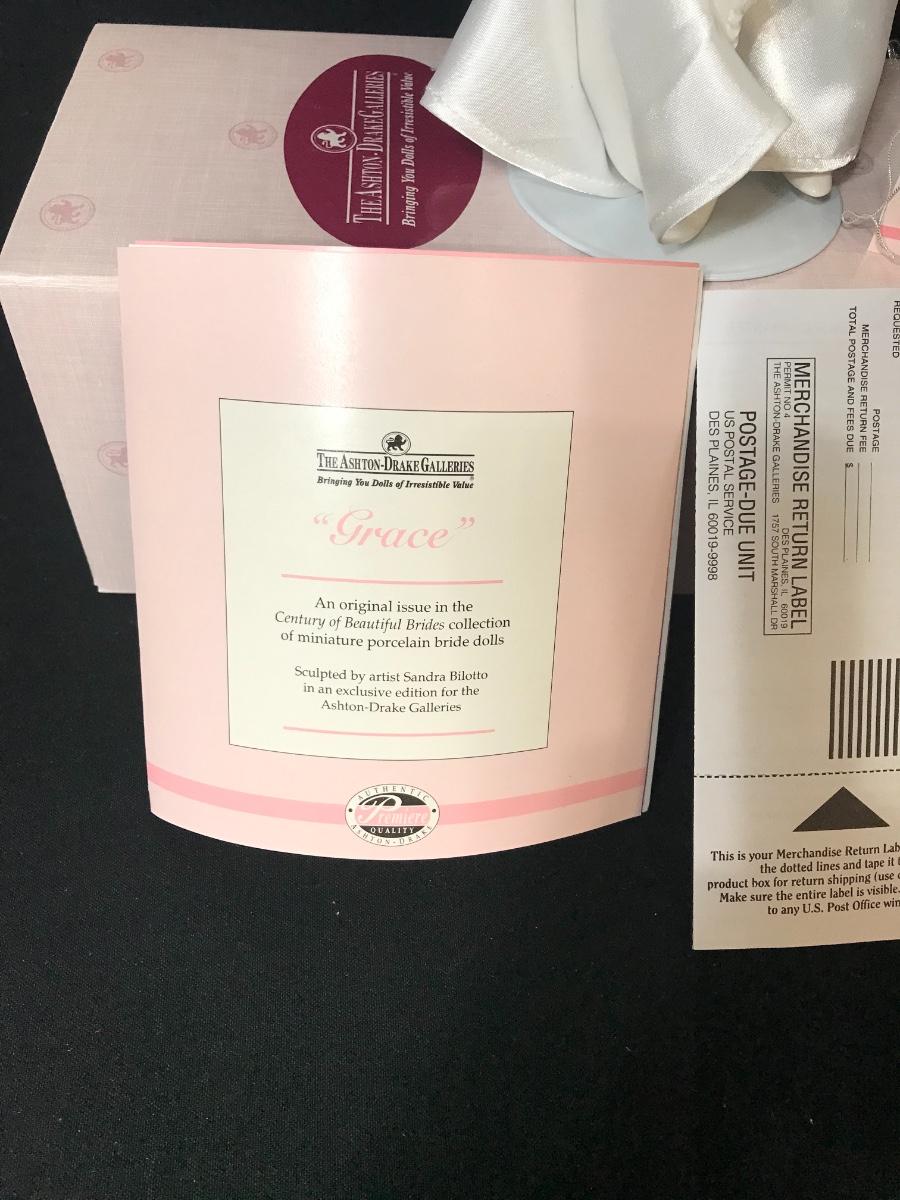 THE ASHTON-DRAKE GALLERIES
Bringing You Dolls of Irresistible Value
THE ASHTON-DRAKE GALLERIES
Bringing You Dolls of Irresistible Value
“Grace”
An original issue in the
Century of Beautiful Brides collection
of miniature porcelain bride dolls
Sculpted by artist Sandra Bilotto
in an exclusive edition for the
Ashton-Drake Galleries
AUTHENTIC
Premiere
QUALITY
ASHTON-DRAKE
REQUESTED
POSTAGE
MERCHANDISE RETURN FEE
TOTAL POSTAGE AND FEES DUE $
MERCHANDISE RETURN LABEL
PERMIT NO 4 DES PLAINES, IL 60019
THE ASHTON-DRAKE GALLERIES 1757 SOUTH MARSHALL DR
POSTAGE-DUE UNIT
US POSTAL SERVICE
DES PLAINES, IL 60019-9998
This is your Merchandise Return Lab
the dotted lines and tape it
product box for return shipping (use
Make sure the entire label is visible,
to any U.S. Post Office win